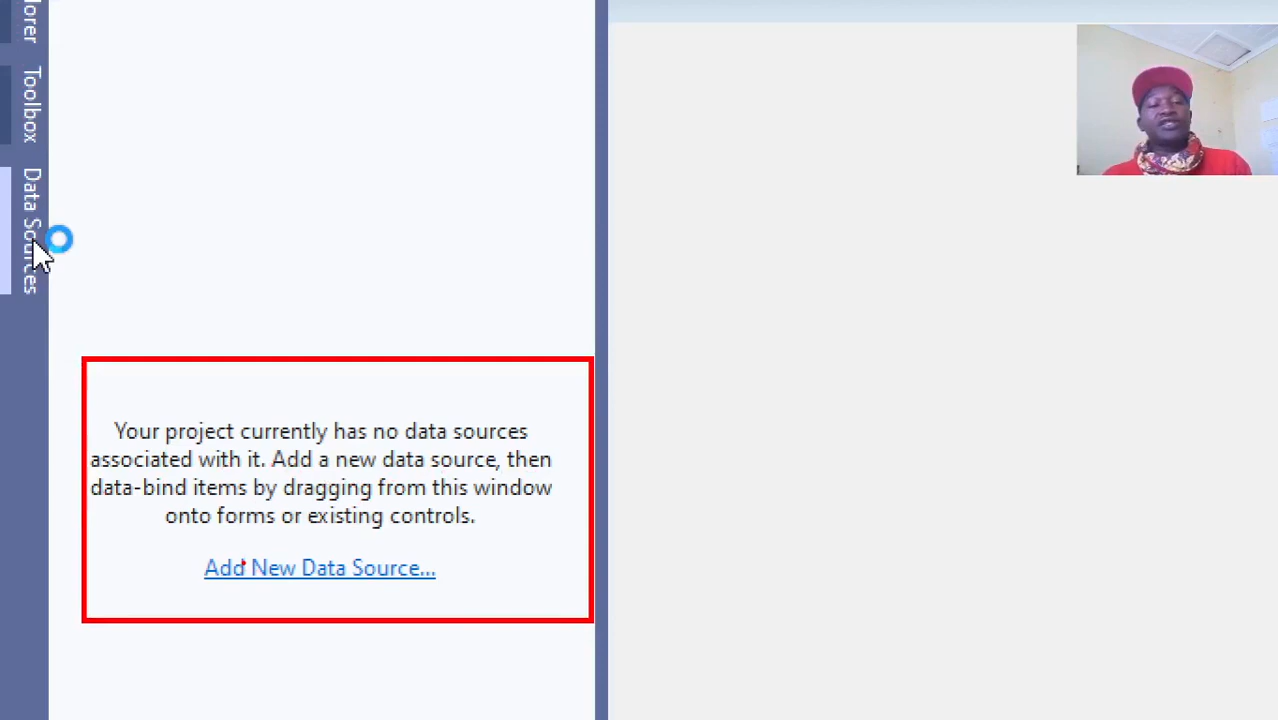 Toolbox
Data Sources
Your project currently has no data sources
associated with it. Add a new data source, then
data-bind items by dragging from this window
onto forms or existing controls.
Add New Data Source...